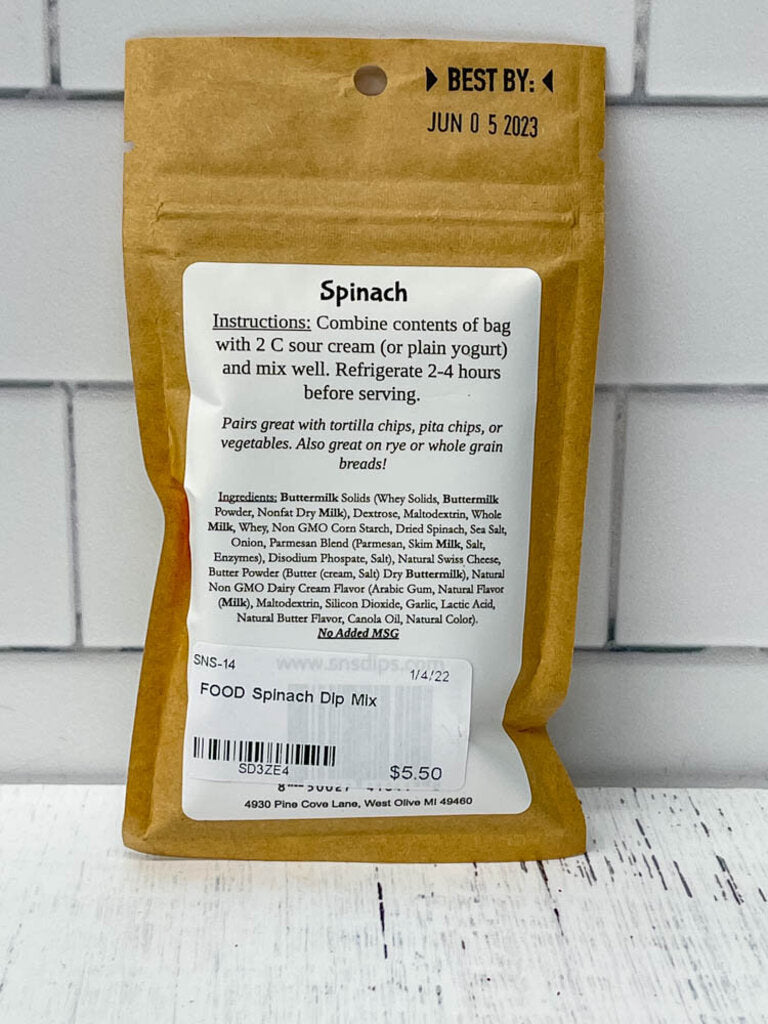 BEST BY:
JUN 0 5 2023
Spinach
Instructions: Combine contents of bag
with 2 C sour cream (or plain yogurt)
and mix well. Refrigerate 2-4 hours
before serving.
Pairs great with tortilla chips, pita chips, or
vegetables. Also great on rye or whole grain
breads!
Ingredients: Buttermilk Solids (Whey Solids, Buttermilk
Powder, Nonfat Dry Milk), Dextrose, Maltodextrin, Whole
Milk, Whey, Non GMO Corn Starch, Dried Spinach, Sea Salt,
Onion, Parmesan Blend (Parmesan, Skim Milk, Salt,
Enzymes), Disodium Phospate, Salt), Natural Swiss Cheese,
Butter Powder (Butter (cream, Salt) Dry Buttermilk), Natural
Non GMO Dairy Cream Flavor (Arabic Gum, Natural Flavor
(Milk), Maltodextrin, Silicon Dioxide, Garlic, Lactic Acid,
Natural Butter Flavor, Canola Oil, Natural Color).
No Added MSG
www.snsdips.com
SNS-14
1/4/22
FOOD Spinach Dip Mix
SD3ZE4
$5.50
4930 Pine Cove Lane, West Olive MI 49460